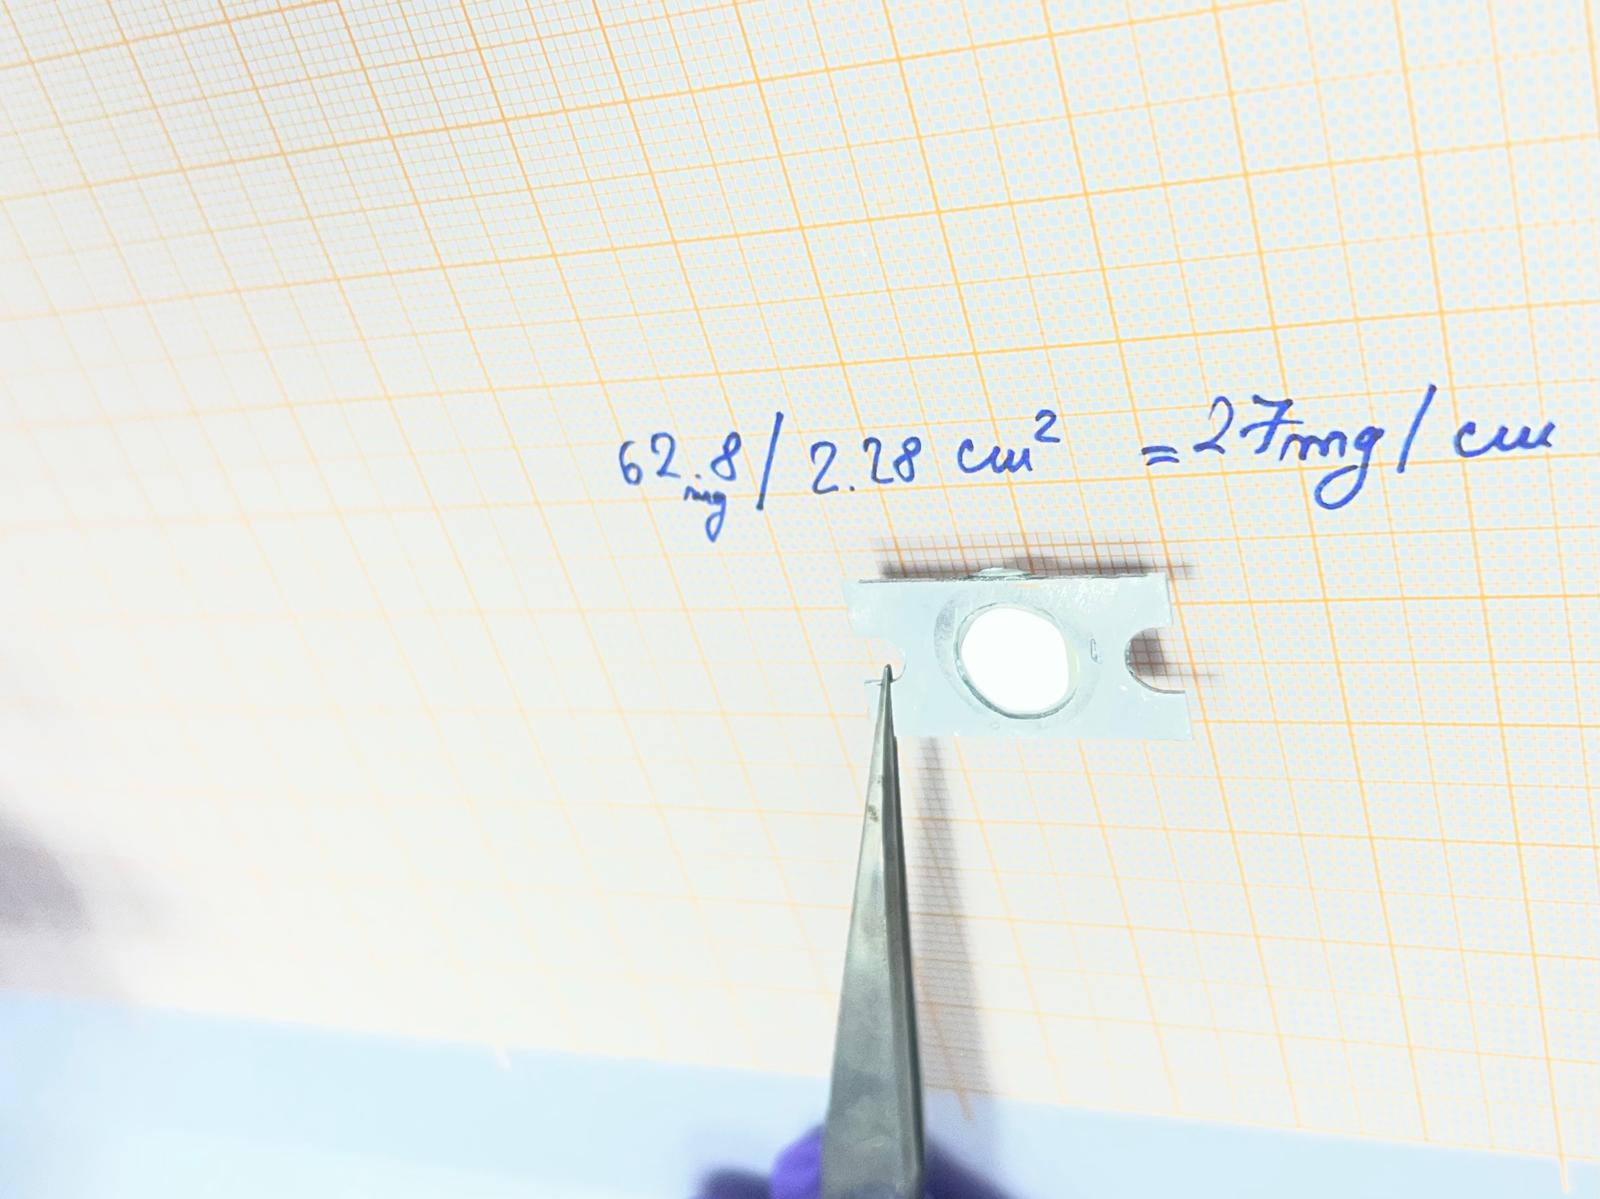 62.8 mg / 2.28 cm² = 27mg / cm